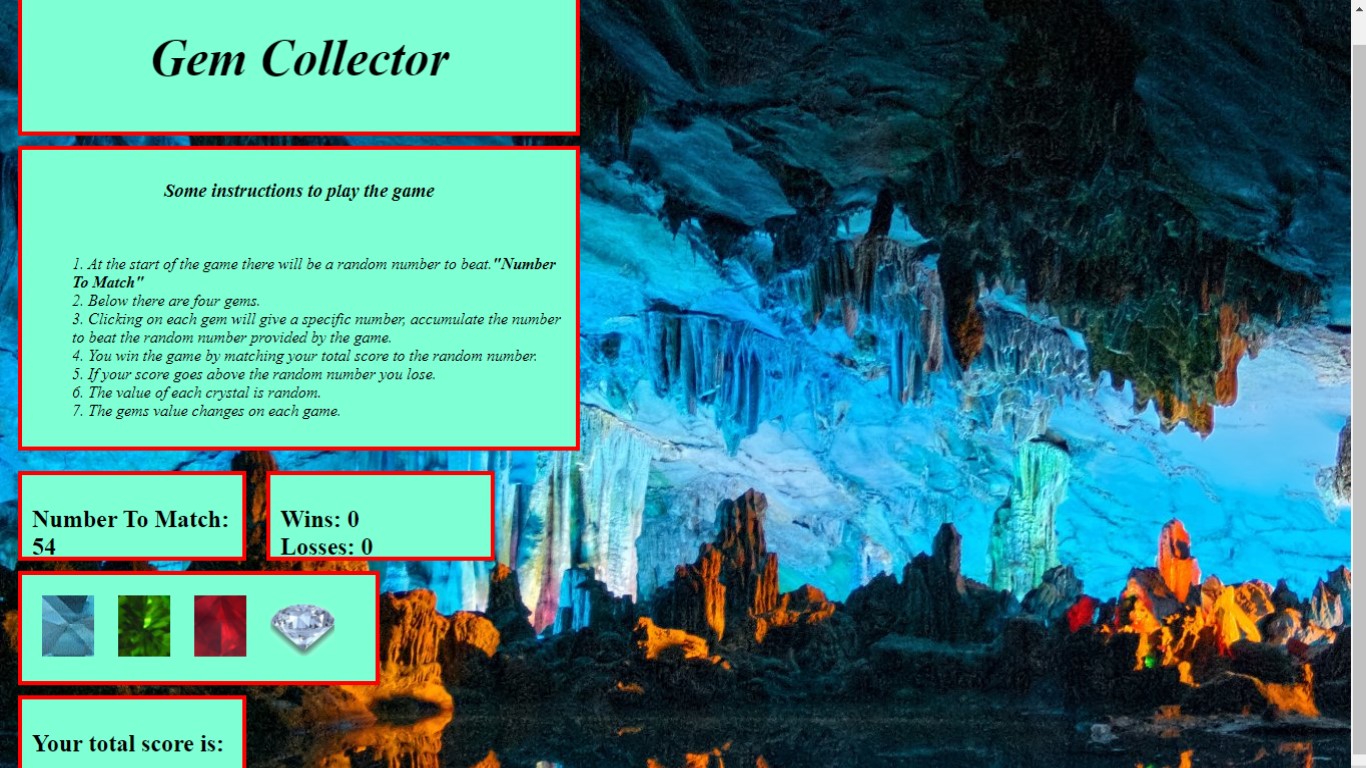 Gem Collector
Some instructions to play the game
1. At the start of the game there will be a random number to beat."Number
To Match"
2. Below there are four gems.
3. Clicking on each gem will give a specific number, accumulate the number
to beat the random number provided by the game.
4. You win the game by matching your total score to the random number.
5. If your score goes above the random number you lose.
6. The value of each crystal is random.
7. The gems value changes on each game.
Number To Match:
54
Wins: 0
Losses: 0
Your total score is: